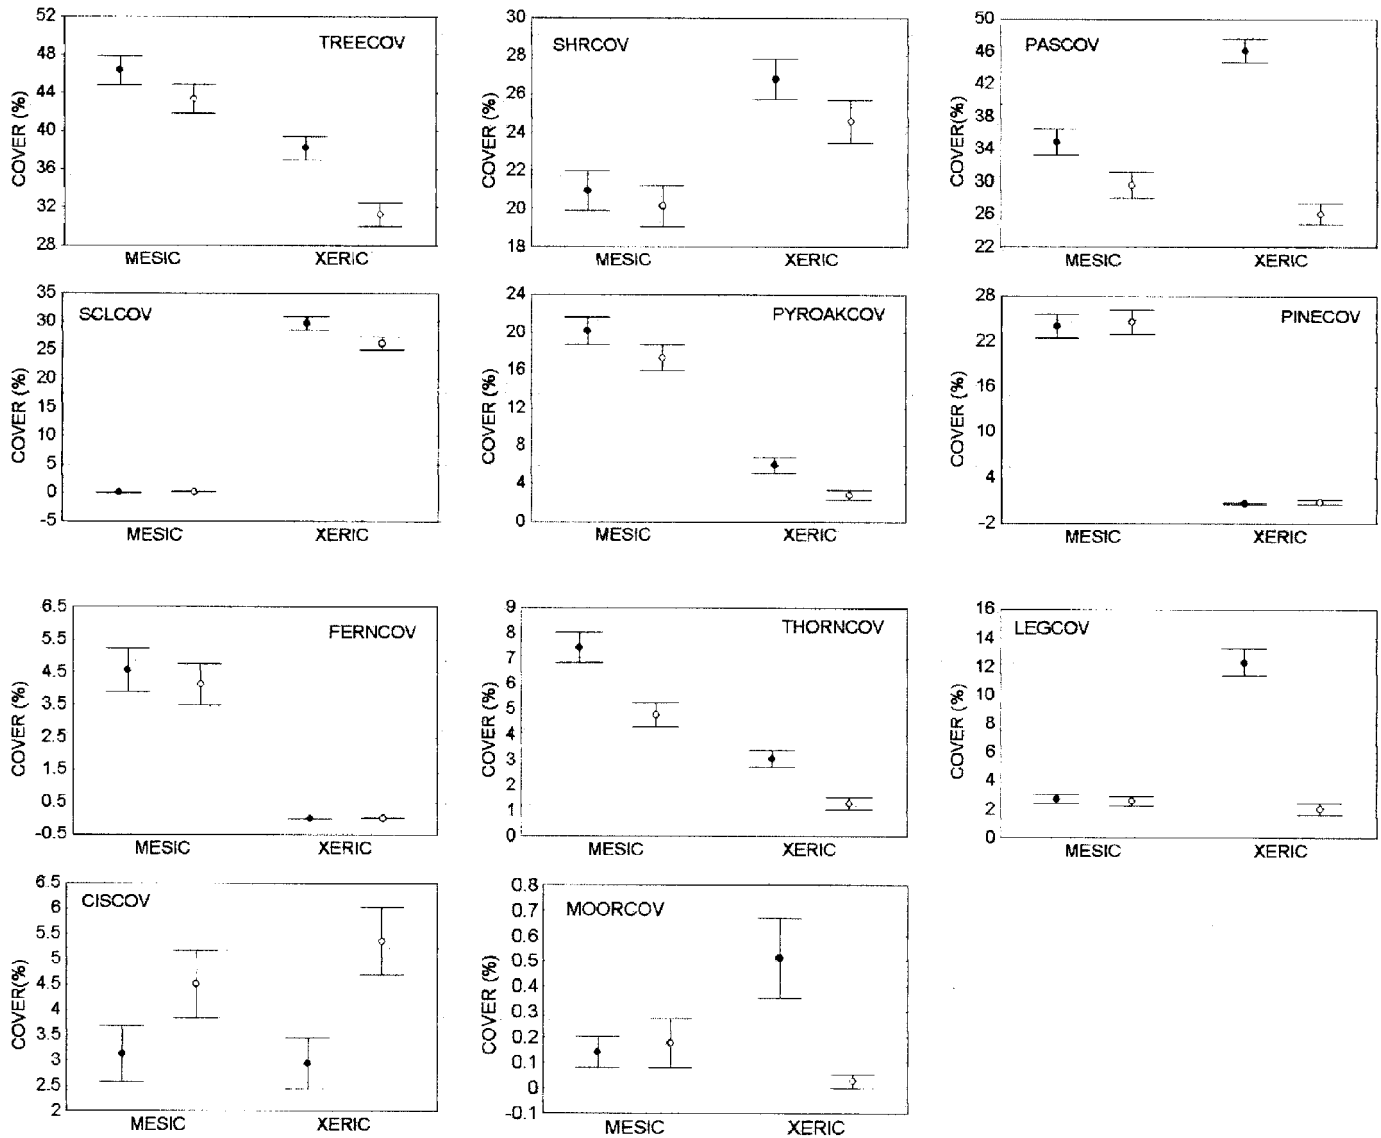 52
48
44
40
36
32
28
COVER (%)
TREECOV
MESIC XERIC
30
28
26
24
22
20
18
COVER (%)
SHRCOV
MESIC XERIC
50
46
42
38
34
30
26
22
COVER(%)
PASCOV
MESIC XERIC
35
30
25
20
15
10
5
0
-5
COVER (%)
SCLCOV
MESIC XERIC
24
20
16
12
8
4
0
COVER (%)
PYROAKCOV
MESIC XERIC
28
22
16
10
4
-2
COVER (%)
PINECOV
MESIC XERIC
6.5
5.5
4.5
3.5
2.5
1.5
0.5
-0.5
COVER (%)
FERNCOV
MESIC XERIC
9
8
7
6
5
4
3
2
1
0
COVER (%)
THORNCOV
MESIC XERIC
16
14
12
10
8
6
4
2
0
COVER (%)
LEGCOV
MESIC XERIC
6.5
6
5.5
5
4.5
4
3.5
3
2.5
2
COVER(%)
CISCOV
MESIC XERIC
0.8
0.7
0.6
0.5
0.4
0.3
0.2
0.1
0
-0.1
COVER (%)
MOORCOV
MESIC XERIC